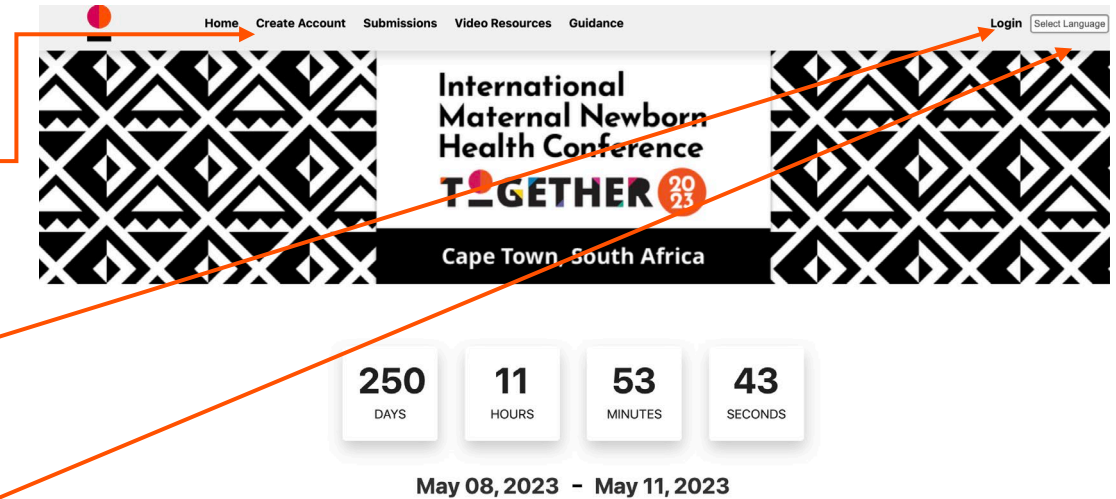 Home Create Account Submissions Video Resources Guidance Login Select Language
International
Maternal Newborn
Health Conference
TOGETHER 2023
Cape Town, South Africa
250 11 53 43
DAYS HOURS MINUTES SECONDS
May 08, 2023 - May 11, 2023